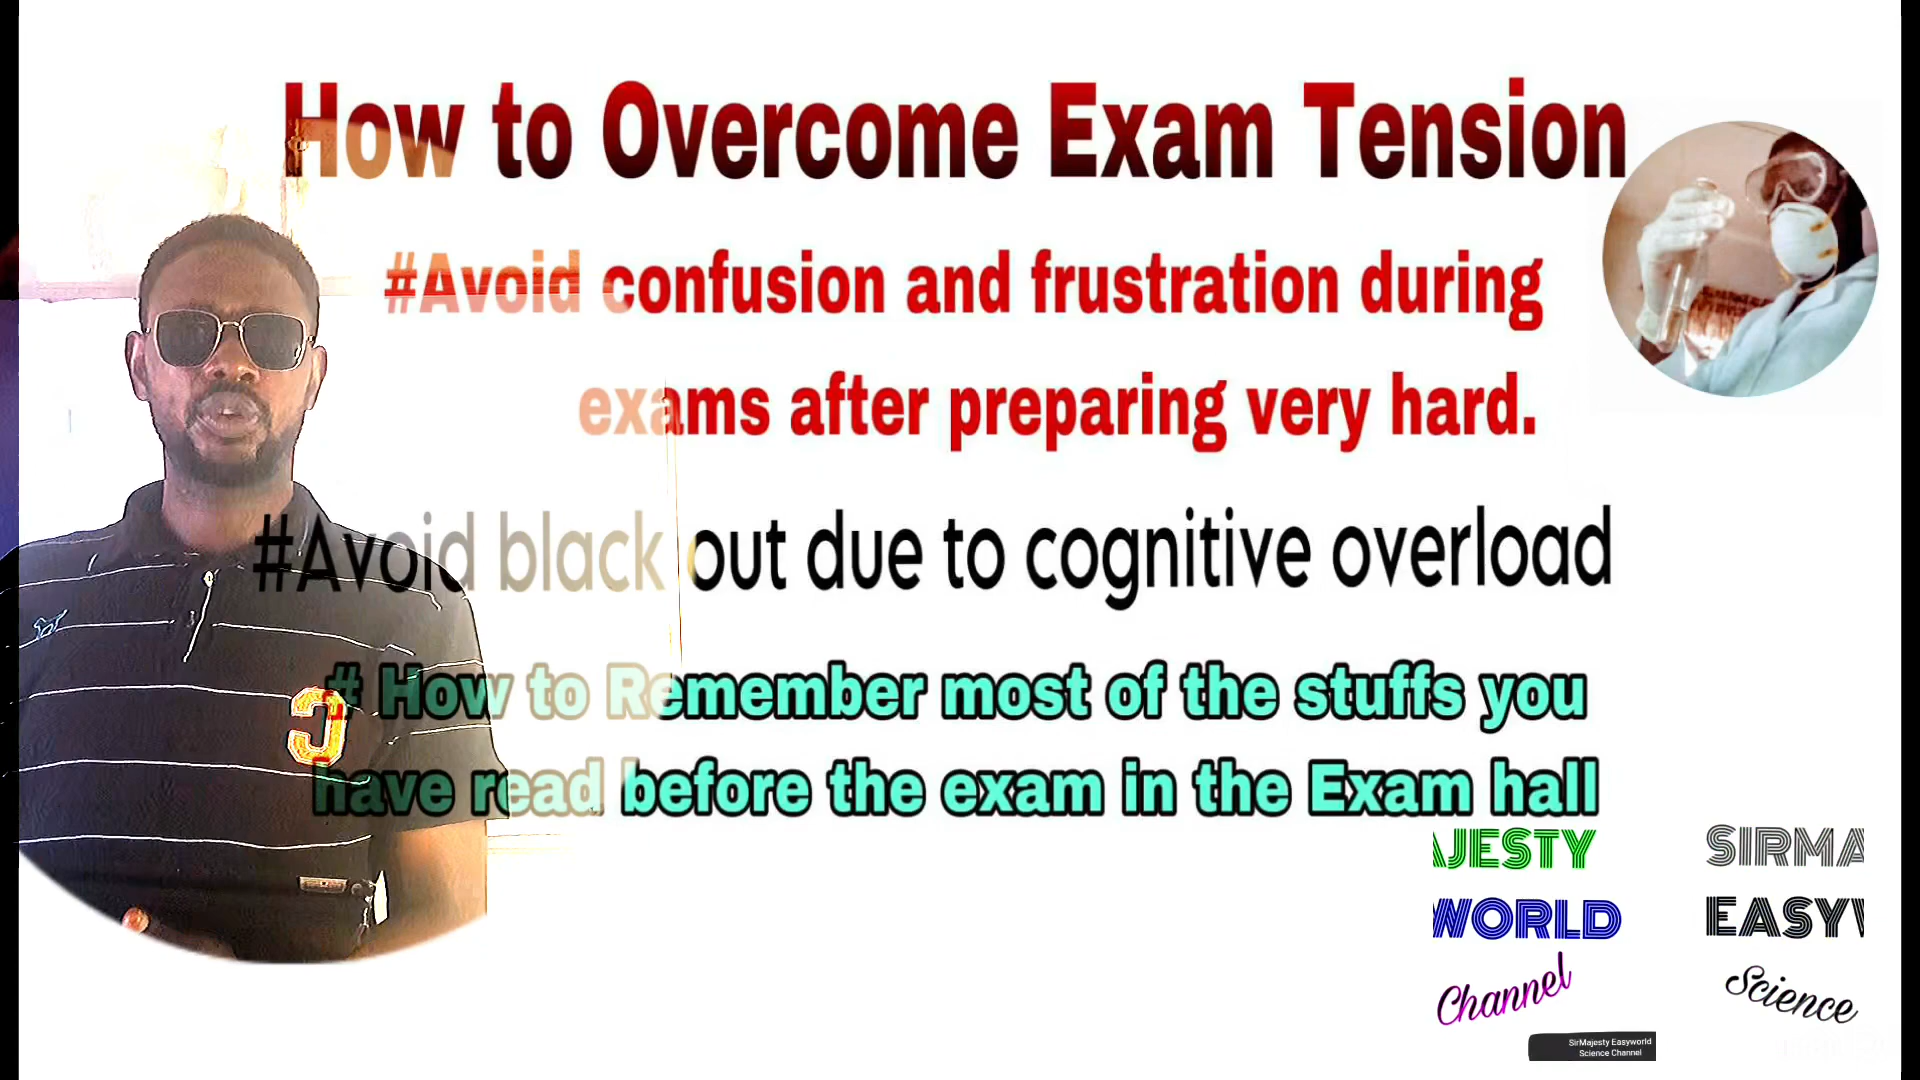 How to Overcome Exam Tension
#Avoid confusion and frustration during
exams after preparing very hard.
#Avoid black out due to cognitive overload
# How to Remember most of the stuffs you
have read before the exam in the Exam hall
AJESTY
WORLD
Channel
SIRMA
EASYW
Science
SirMajesty Easyworld
Science Channel